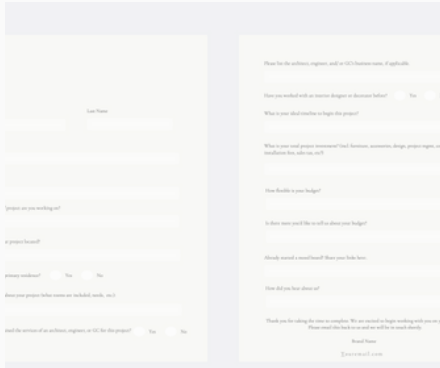 Last Name
project are you working on?
project located?
primary residence? Yes No
about your project (what rooms are included, needs, etc):
the services of an architect, engineer, or GC for this project? Yes No
Please list the architect, engineer, and/or GC's business name, if applicable.
Have you worked with an interior designer or decorator before? Yes
What is your ideal timeline to begin this project?
What is your total project investment? (incl. furniture, accessories, design, project mgmt,
installation fees, sales tax, etc)?
How flexible is your budget?
Is there more you'd like to tell us about your budget?
Already started a mood board? Share your links here.
How did you hear about us?
Thank you for taking the time to complete. We are excited to begin working with you on
Please email this back to us and we will be in touch shortly.
Brand Name
Youremail.com